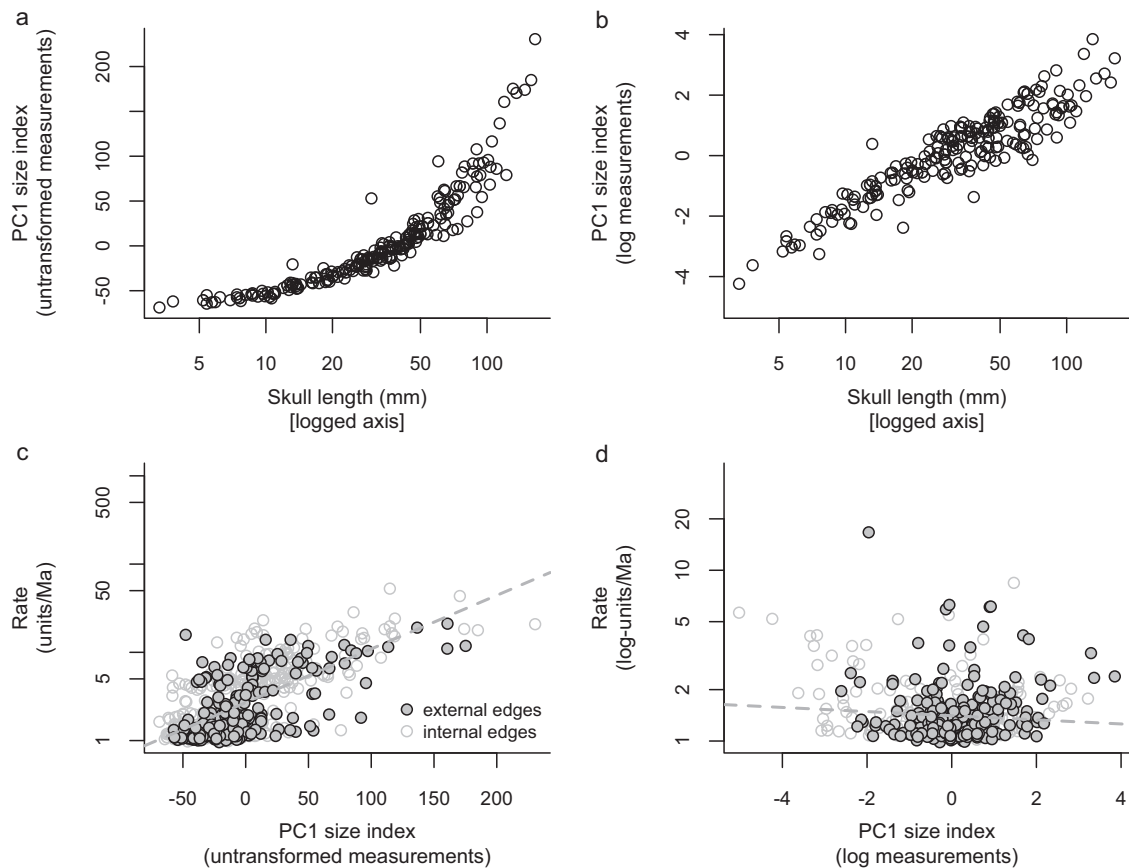 a
PC1 size index
(untransformed measurements)
200
100
50
0
-50
5 10 20 50 100
Skull length (mm)
[logged axis]
b
PC1 size index
(log measurements)
4
2
0
-2
-4
5 10 20 50 100
Skull length (mm)
[logged axis]
c
Rate
(units/Ma)
500
50
5
1
external edges
internal edges
-50 0 50 100 150 200
PC1 size index
(untransformed measurements)
d
Rate
(log-units/Ma)
20
10
5
2
1
-4 -2 0 2 4
PC1 size index
(log measurements)